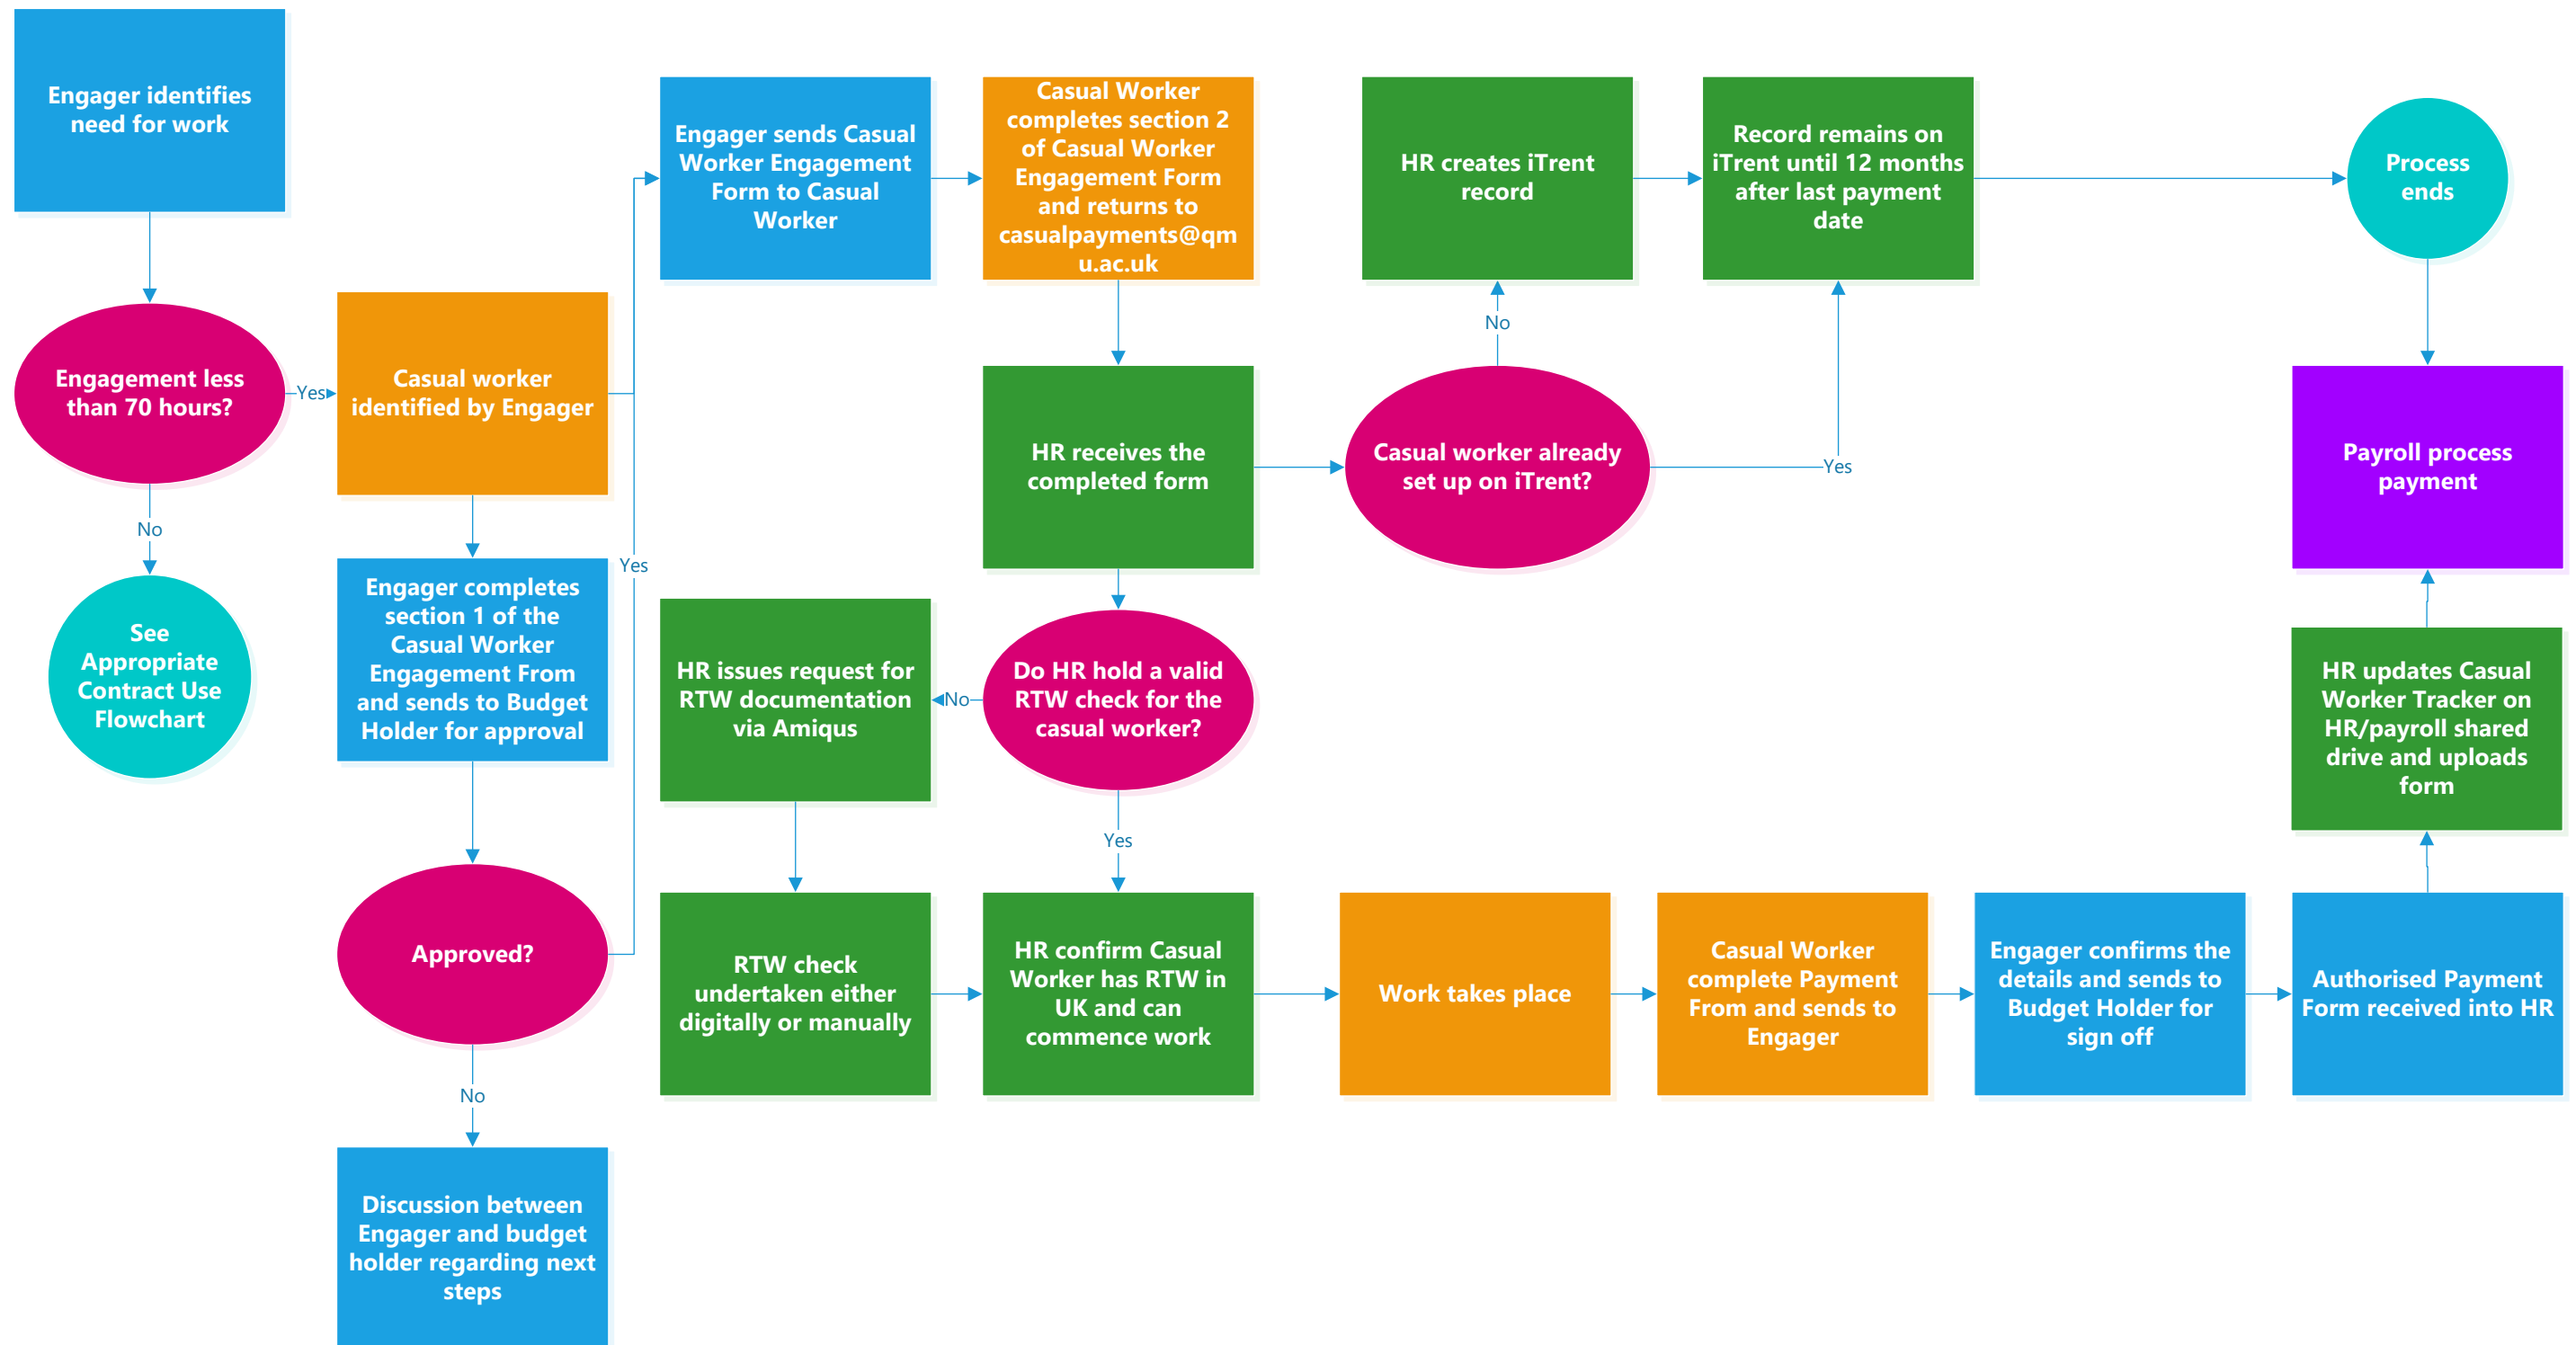 Engager identifies
need for work
Engagement less
than 70 hours?
Yes
No
See
Appropriate
Contract Use
Flowchart
Casual worker
identified by Engager
Engager completes
section 1 of the
Casual Worker
Engagement From
and sends to Budget
Holder for approval
Approved?
Yes
No
Discussion between
Engager and budget
holder regarding next
steps
Engager sends Casual
Worker Engagement
Form to Casual
Worker
Casual Worker
completes section 2
of Casual Worker
Engagement Form
and returns to
casualpayments@qm
u.ac.uk
HR receives the
completed form
Casual worker already
set up on iTrent?
No
Yes
HR creates iTrent
record
Record remains on
iTrent until 12 months
after last payment
date
Process
ends
Do HR hold a valid
RTW check for the
casual worker?
No
Yes
HR issues request for
RTW documentation
via Amiqus
RTW check
undertaken either
digitally or manually
HR confirm Casual
Worker has RTW in
UK and can
commence work
Work takes place
Casual Worker
complete Payment
From and sends to
Engager
Engager confirms the
details and sends to
Budget Holder for
sign off
Authorised Payment
Form received into HR
HR updates Casual
Worker Tracker on
HR/payroll shared
drive and uploads
form
Payroll process
payment